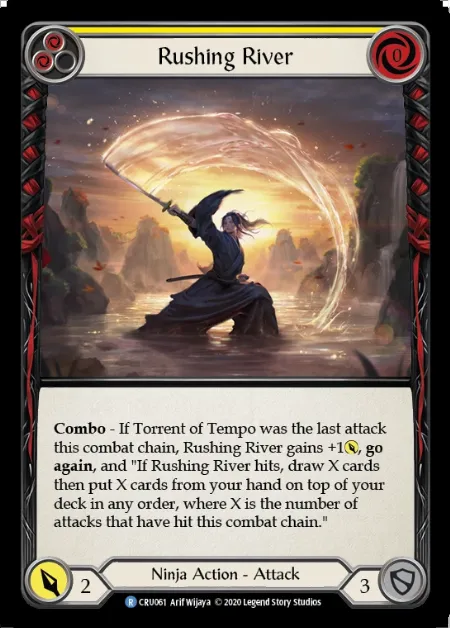 Rushing River
0
Combo - If Torrent of Tempo was the last attack
this combat chain, Rushing River gains +1, go
again, and "If Rushing River hits, draw X cards
then put X cards from your hand on top of your
deck in any order, where X is the number of
attacks that have hit this combat chain."
2
Ninja Action - Attack
3
R CRU061 Arif Wijaya © 2020 Legend Story Studios